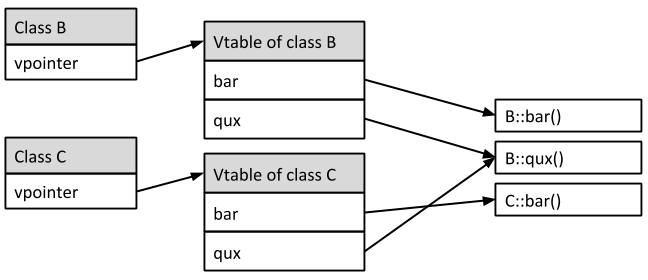 Class B
vpointer
Vtable of class B
bar
qux
B::bar()
B::qux()
C::bar()
Class C
vpointer
Vtable of class C
bar
qux